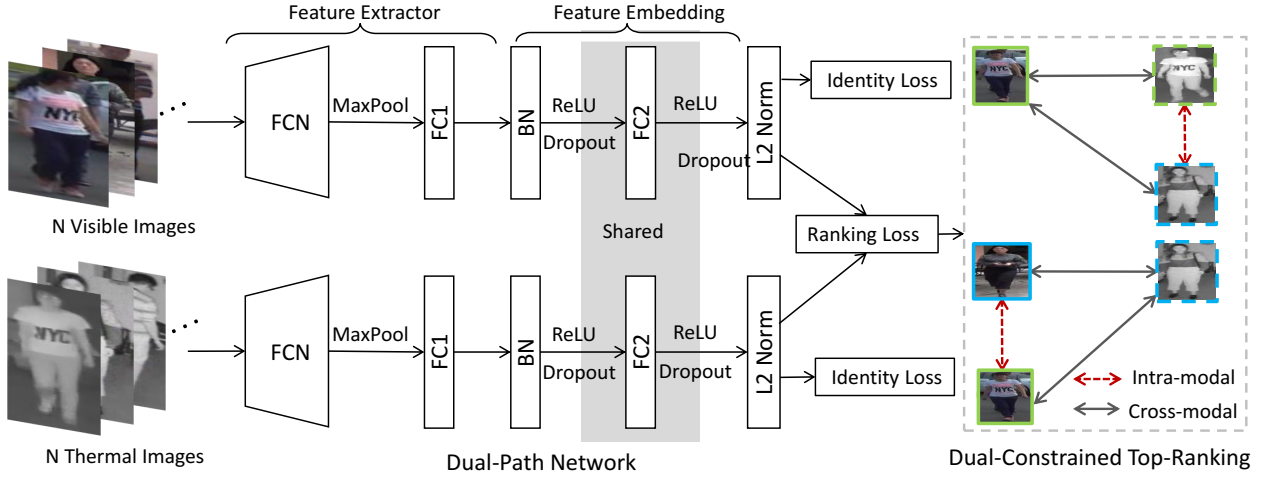 Feature Extractor
Feature Embedding
FCN
MaxPool
FC1
BN
ReLU
Dropout
FC2
ReLU
Dropout
L2 Norm
Identity Loss
NYC
NYC
NYC
N Visible Images
Shared
Ranking Loss
FCN
MaxPool
FC1
BN
ReLU
Dropout
FC2
ReLU
Dropout
L2 Norm
Identity Loss
NYC
NYC
Intra-modal
Cross-modal
N Thermal Images
Dual-Path Network
Dual-Constrained Top-Ranking